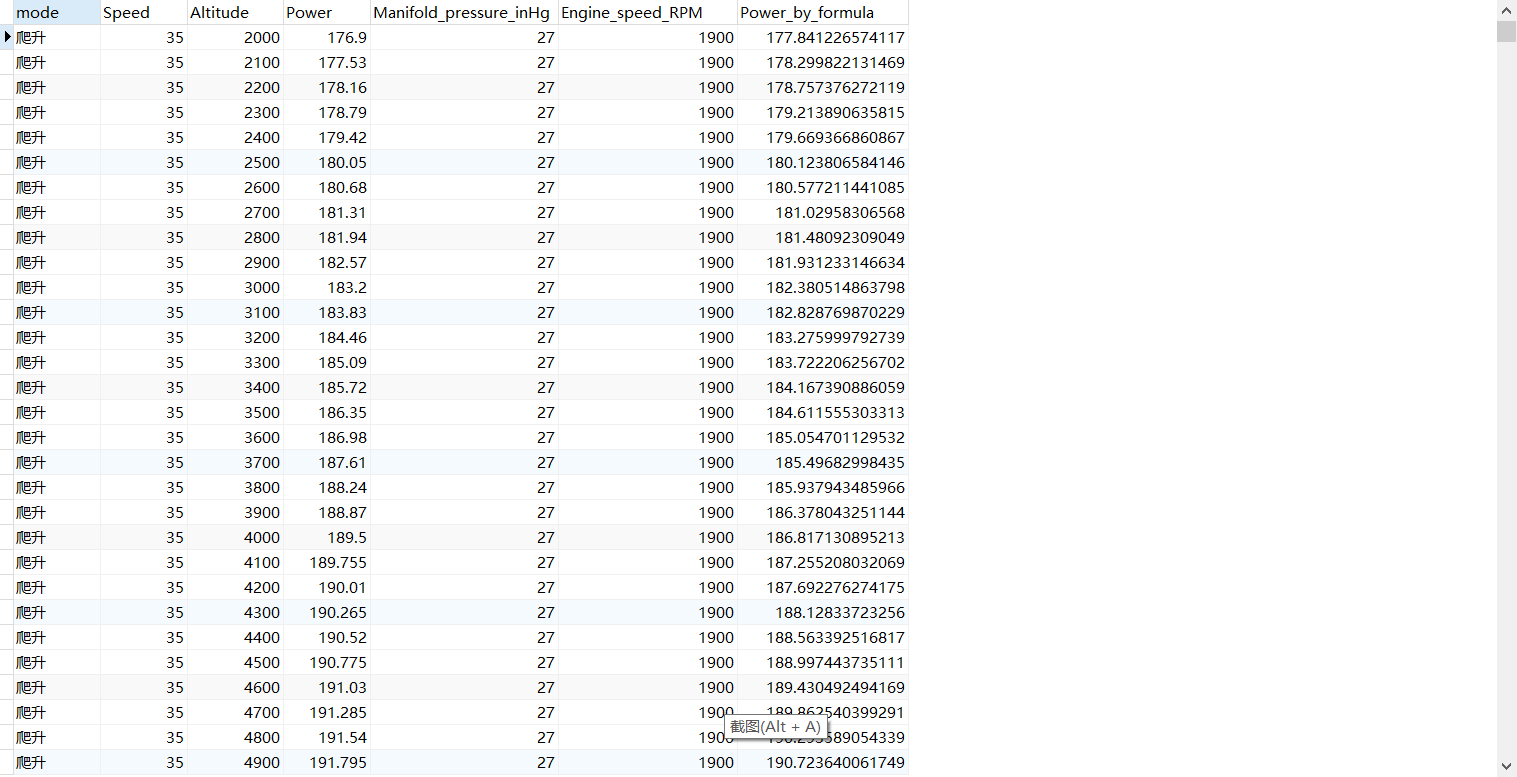 mode Speed Altitude Power Manifold_pressure_inHg Engine_speed_RPM Power_by_formula
爬升 35 2000 176.9 27 1900 177.841226574117
爬升 35 2100 177.53 27 1900 178.299822131469
爬升 35 2200 178.16 27 1900 178.757376272119
爬升 35 2300 178.79 27 1900 179.213890635815
爬升 35 2400 179.42 27 1900 179.669366860867
爬升 35 2500 180.05 27 1900 180.123806584146
爬升 35 2600 180.68 27 1900 180.577211441085
爬升 35 2700 181.31 27 1900 181.02958306568
爬升 35 2800 181.94 27 1900 181.48092309049
爬升 35 2900 182.57 27 1900 181.931233146634
爬升 35 3000 183.2 27 1900 182.380514863798
爬升 35 3100 183.83 27 1900 182.828769870229
爬升 35 3200 184.46 27 1900 183.275999792739
爬升 35 3300 185.09 27 1900 183.722206256702
爬升 35 3400 185.72 27 1900 184.167390886059
爬升 35 3500 186.35 27 1900 184.611555303313
爬升 35 3600 186.98 27 1900 185.054701129532
爬升 35 3700 187.61 27 1900 185.49682998435
爬升 35 3800 188.24 27 1900 185.937943485966
爬升 35 3900 188.87 27 1900 186.378043251144
爬升 35 4000 189.5 27 1900 186.817130895213
爬升 35 4100 189.755 27 1900 187.255208032069
爬升 35 4200 190.01 27 1900 187.692276274175
爬升 35 4300 190.265 27 1900 188.12833723256
爬升 35 4400 190.52 27 1900 188.563392516817
爬升 35 4500 190.775 27 1900 188.997443735111
爬升 35 4600 191.03 27 1900 189.430492494169
爬升 35 4700 191.285 27 1900 189.862540399291
截图(Alt + A)
爬升 35 4800 191.54 27 1900
爬升 35 4900 191.795 27 1900 190.723640061749